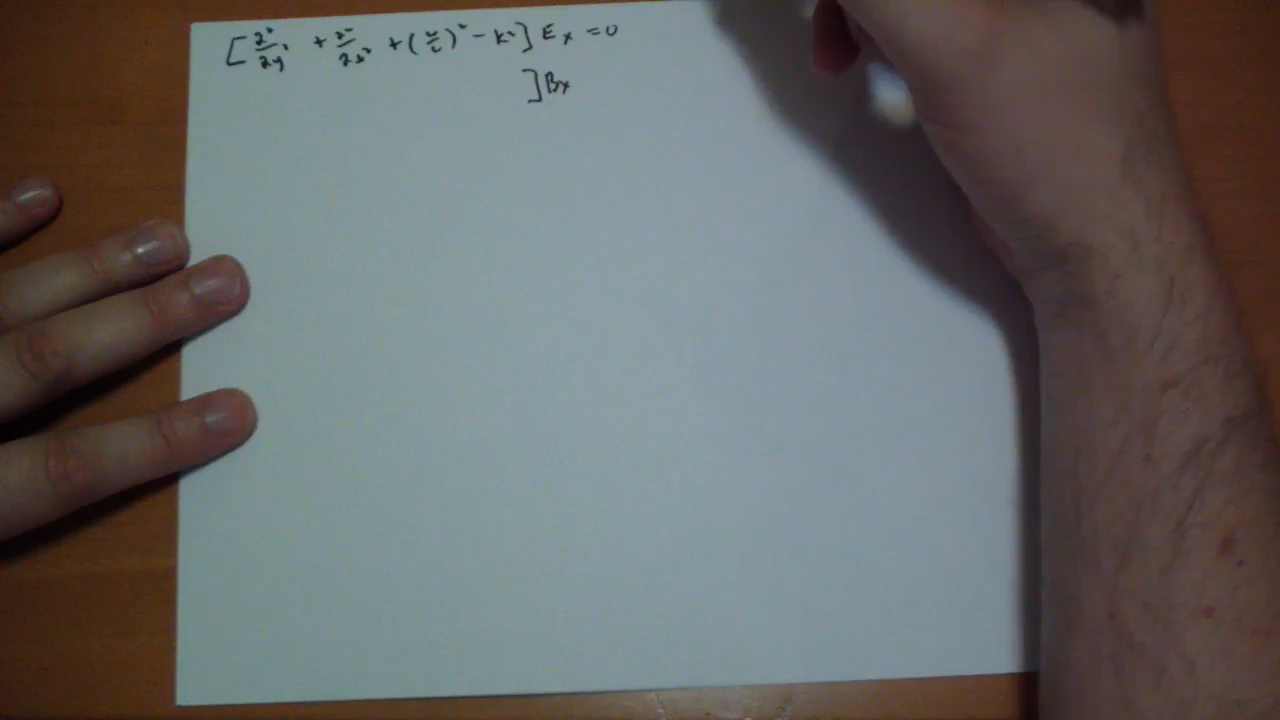 [ ∂²/∂y² + ∂²/∂z² + (ω/c)² - k² ] Ex = 0
] Bx